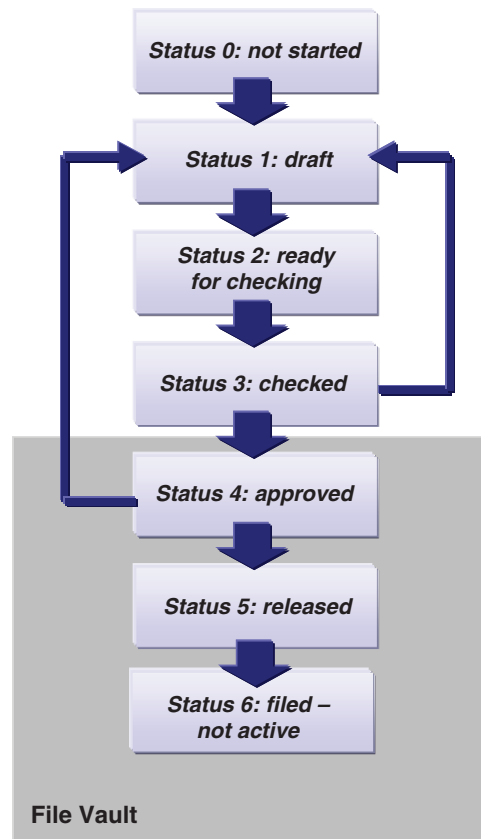 Status 0: not started
Status 1: draft
Status 2: ready
for checking
Status 3: checked
Status 4: approved
Status 5: released
Status 6: filed –
not active
File Vault